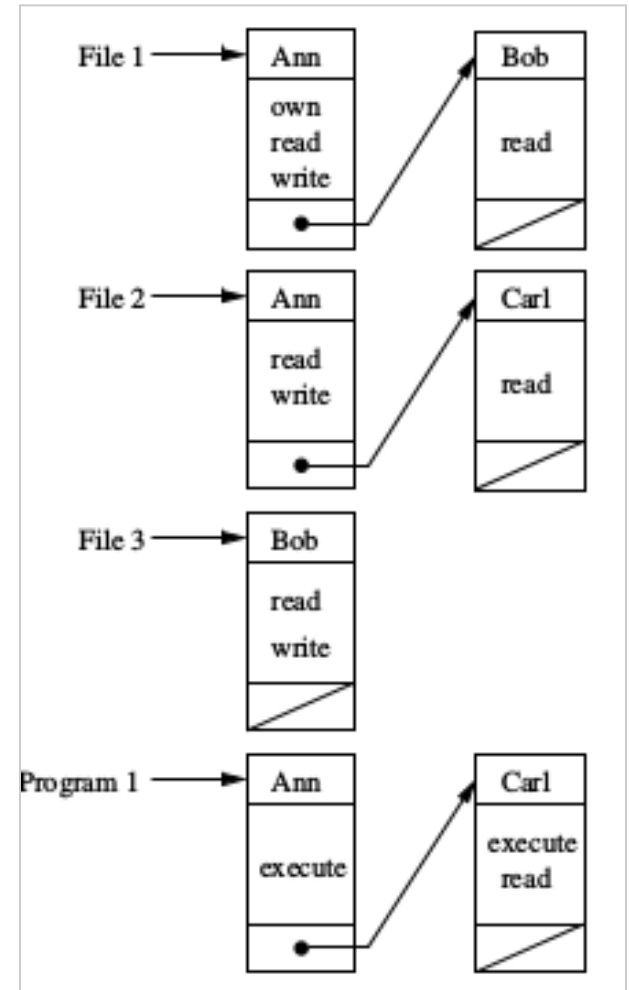 File 1
Ann
Bob
own
read
write
read
File 2
Ann
Carl
read
write
read
File 3
Bob
read
write
Program 1
Ann
Carl
execute
execute
read